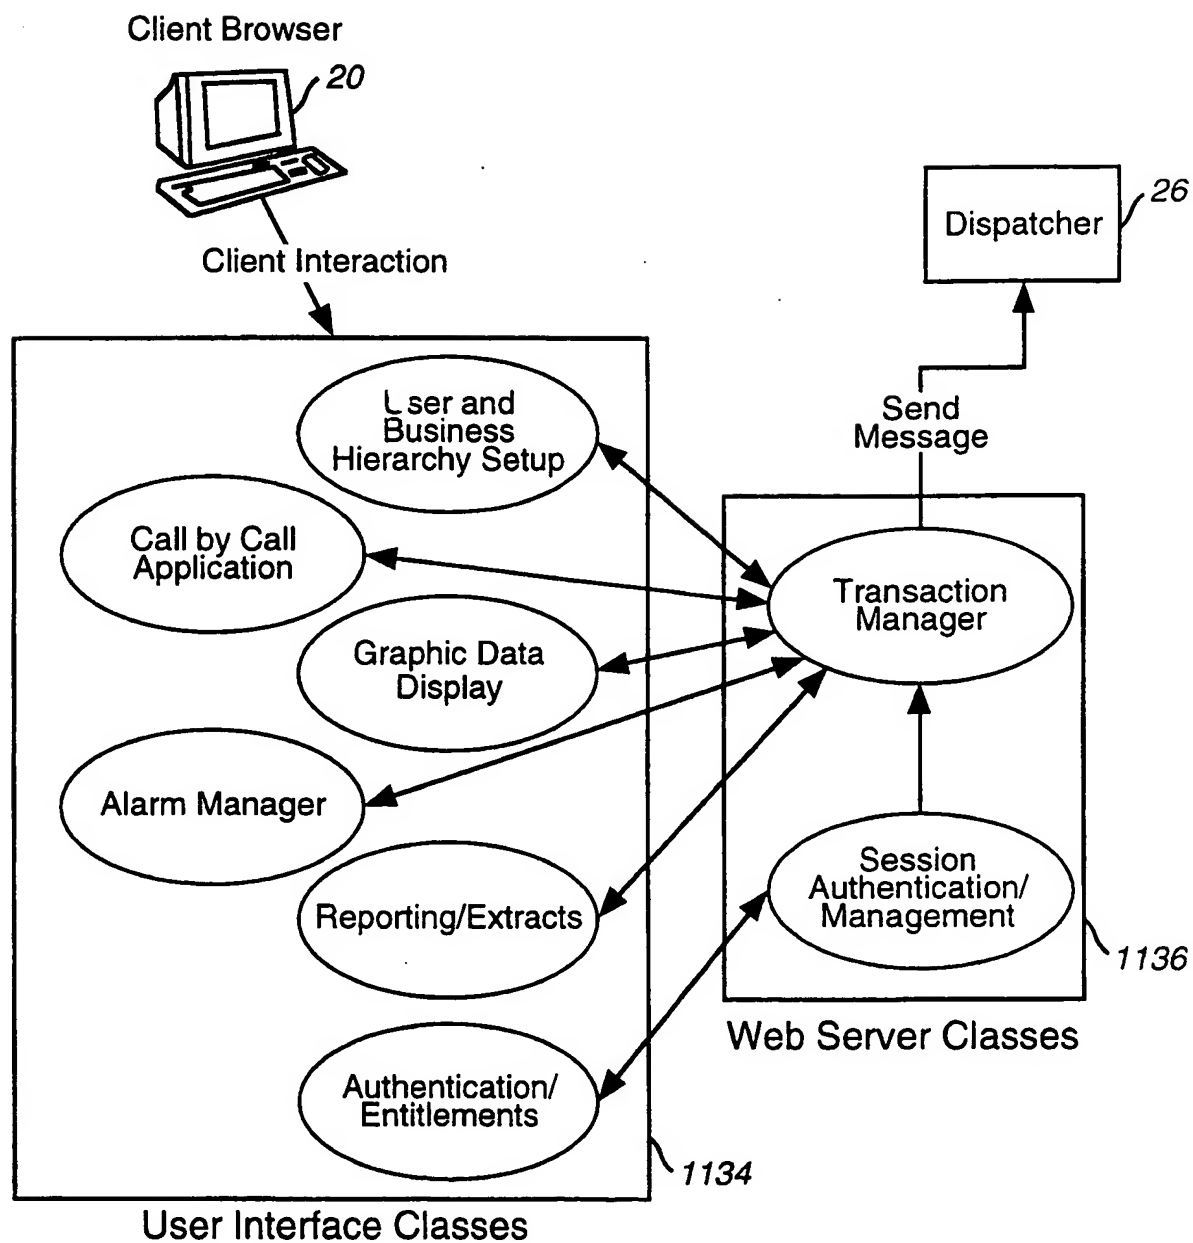 Client Browser
20
Client Interaction
Dispatcher
26
Send
Message
User and
Business
Hierarchy Setup
Call by Call
Application
Graphic Data
Display
Alarm Manager
Reporting/Extracts
Authentication/
Entitlements
1134
User Interface Classes
Transaction
Manager
Session
Authentication/
Management
1136
Web Server Classes